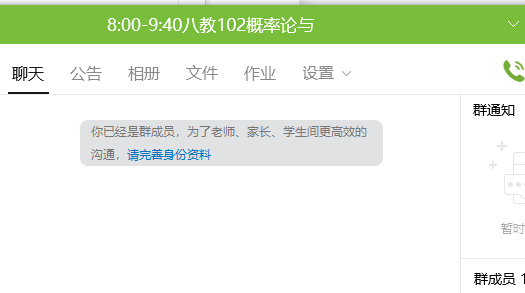 8:00-9:40八教102概率论与
聊天 公告 相册 文件 作业 设置
群通知
你已经是群成员，为了老师、家长、学生间更高效的
沟通，请完善身份资料
暂时
群成员 1